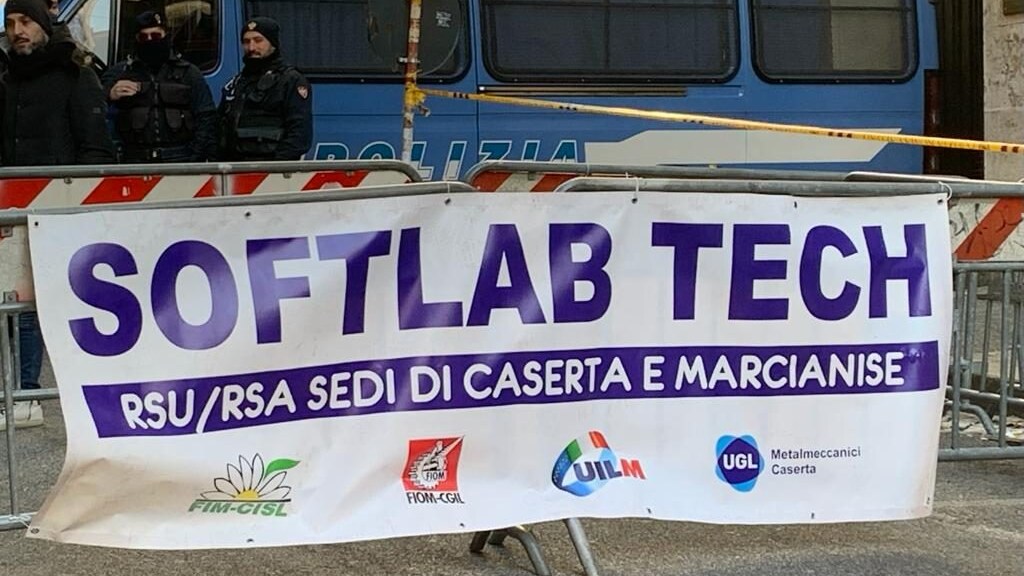 POLIZIA
SOFTLAB TECH
RSU/RSA SEDI DI CASERTA E MARCIANISE
FIM-CISL
FIOM
FIOM-CGIL
UILM
UGL
Metalmeccanici
Caserta